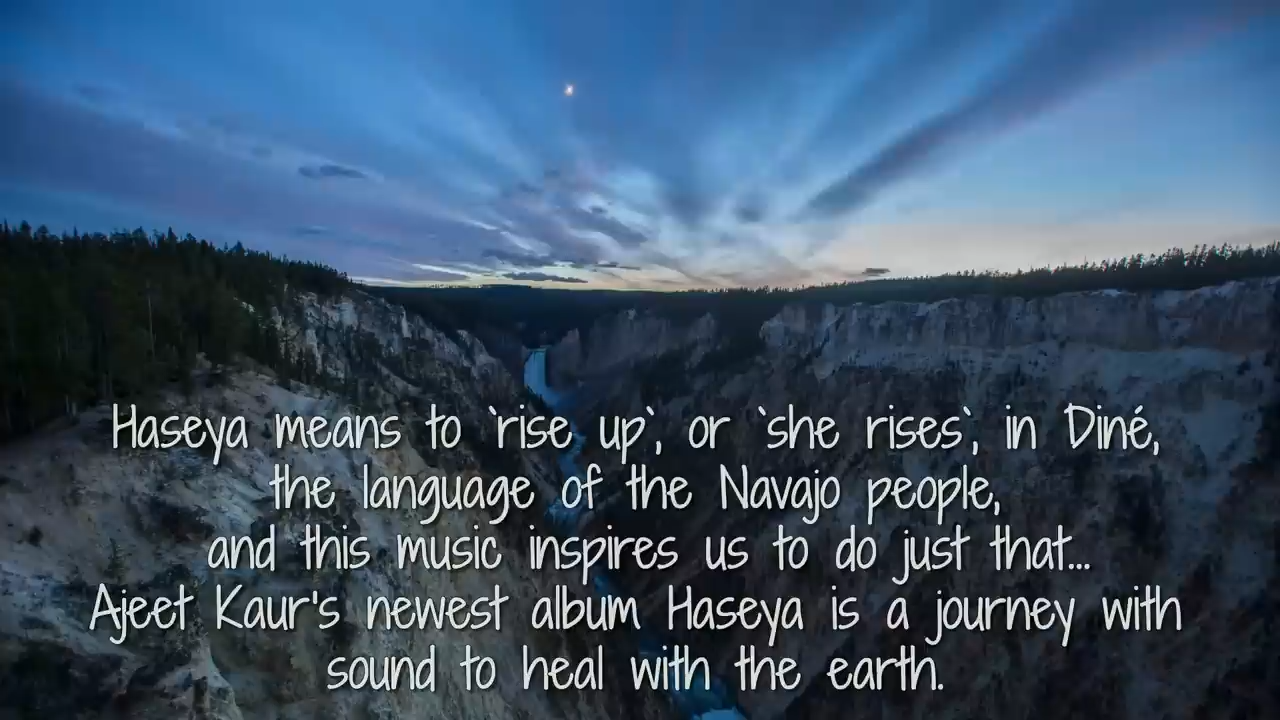 Haseya means to `rise up`, or `she rises`, in Diné,
the language of the Navajo people,
and this music inspires us to do just that...
Ajeet Kaur's newest album Haseya is a journey with
sound to heal with the earth.